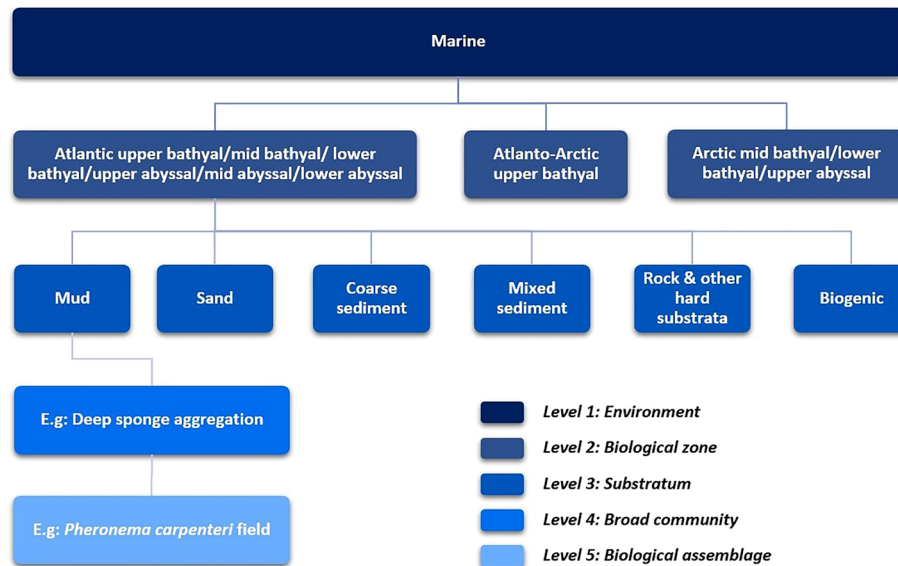 Marine
Atlantic upper bathyal/mid bathyal/ lower
bathyal/upper abyssal/mid abyssal/lower abyssal
Atlanto-Arctic
upper bathyal
Arctic mid bathyal/lower
bathyal/upper abyssal
Mud
Sand
Coarse
sediment
Mixed
sediment
Rock & other
hard
substrata
Biogenic
E.g: Deep sponge aggregation
E.g: Pheronema carpenteri field
Level 1: Environment
Level 2: Biological zone
Level 3: Substratum
Level 4: Broad community
Level 5: Biological assemblage